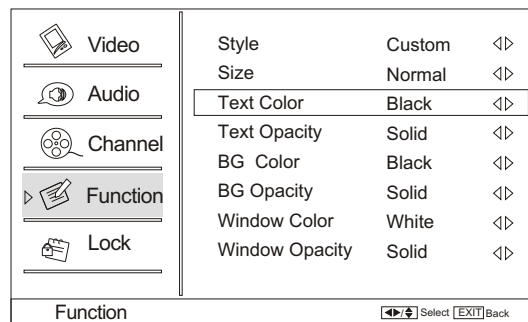 Video
Audio
Channel
Function
Lock
Style Custom
Size Normal
Text Color Black
Text Opacity Solid
BG Color Black
BG Opacity Solid
Window Color White
Window Opacity Solid
Function
Select EXIT Back